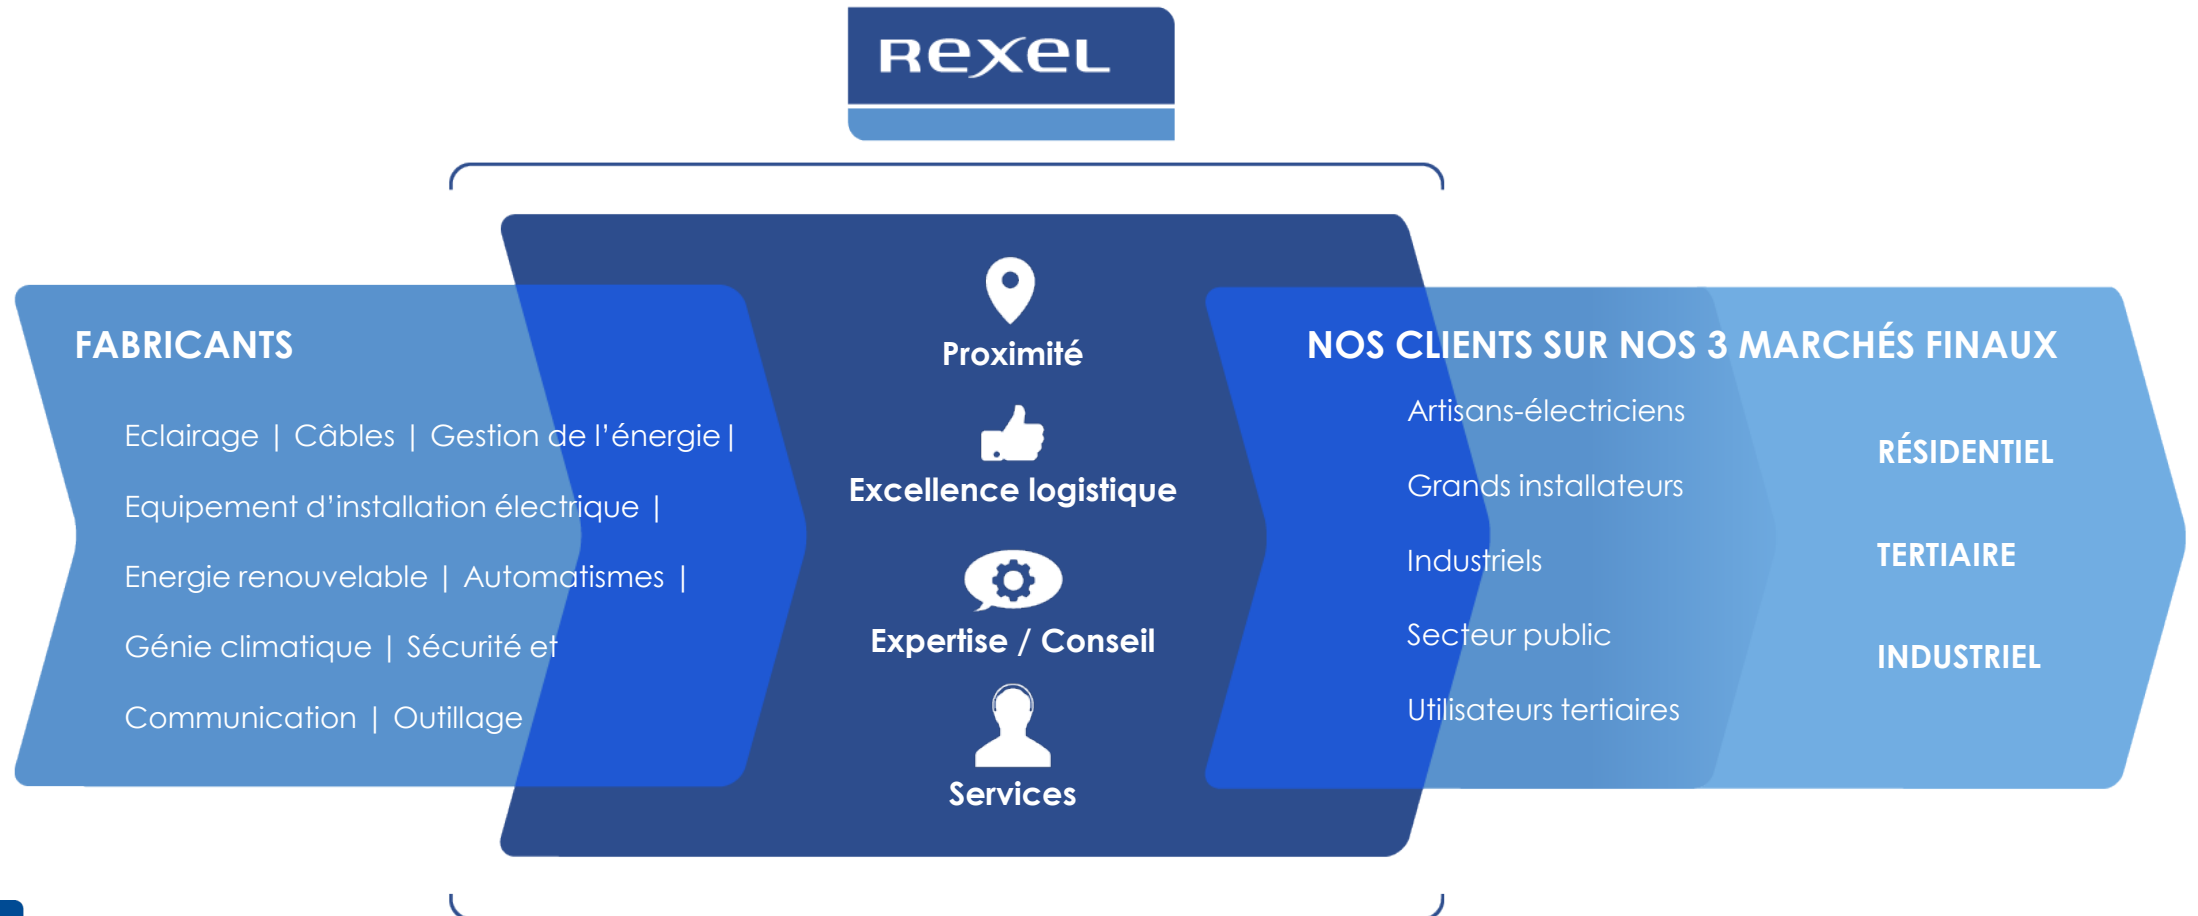 Rexel
FABRICANTS
Eclairage | Câbles | Gestion de l’énergie|
Equipement d’installation électrique |
Energie renouvelable | Automatismes |
Génie climatique | Sécurité et
Communication | Outillage
Proximité
Excellence logistique
Expertise / Conseil
Services
NOS CLIENTS SUR NOS 3 MARCHÉS FINAUX
Artisans-électriciens
Grands installateurs
Industriels
Secteur public
Utilisateurs tertiaires
RÉSIDENTIEL
TERTIAIRE
INDUSTRIEL